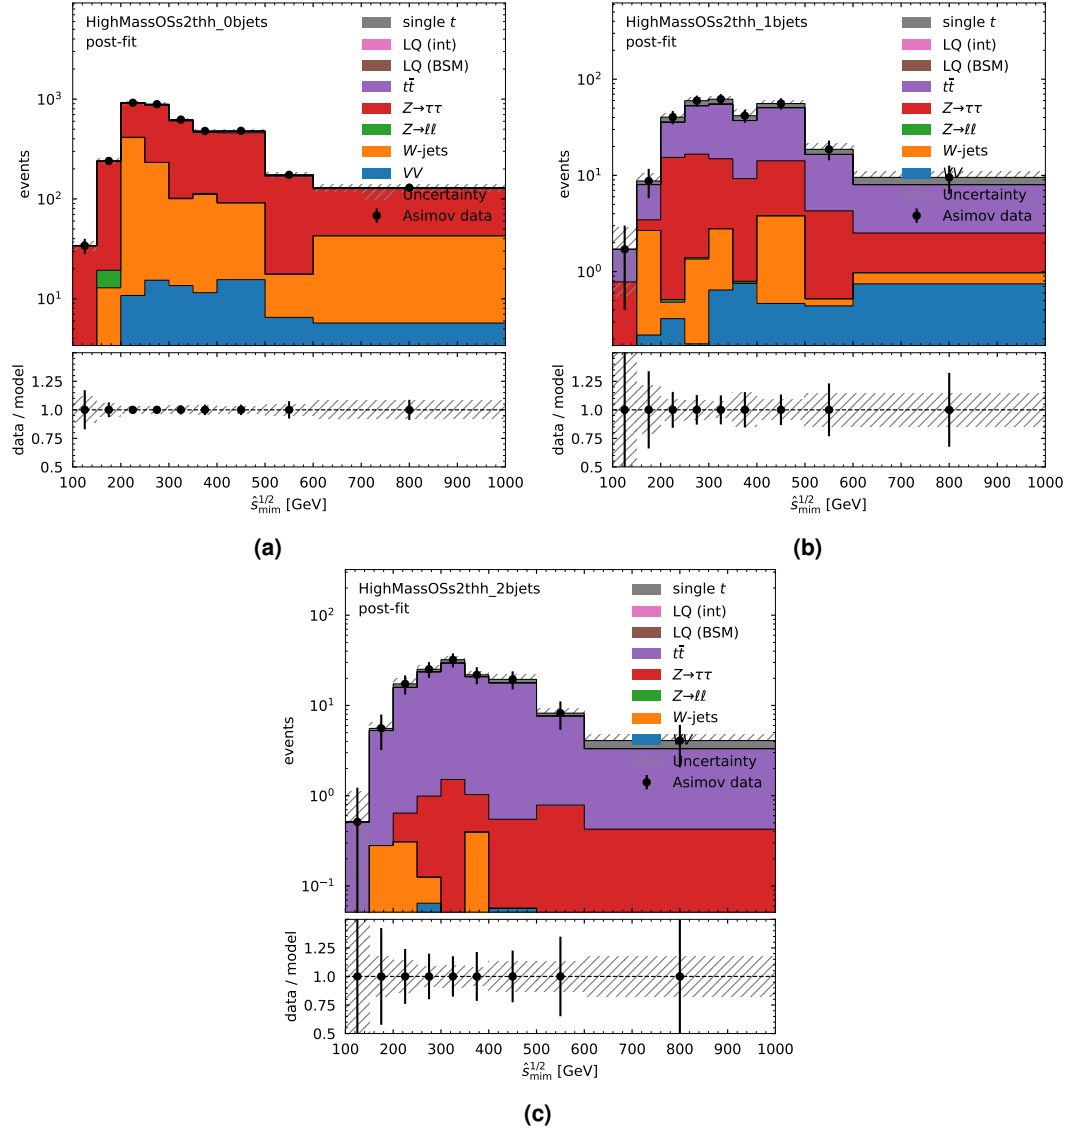 HighMassOSs2thh_0bjets
post-fit
single t
LQ (int)
LQ (BSM)
tt̄
Z→ττ
Z→ℓℓ
W-jets
VV
Uncertainty
Asimov data
events
10³
10²
10¹
data / model
1.25
1.0
0.75
0.5
100 200 300 400 500 600 700 800 900 1000
ŝ_mim^1/2 [GeV]
(a)
HighMassOSs2thh_1bjets
post-fit
single t
LQ (int)
LQ (BSM)
tt̄
Z→ττ
Z→ℓℓ
W-jets
VV
Uncertainty
Asimov data
events
10²
10¹
10⁰
data / model
1.25
1.0
0.75
0.5
100 200 300 400 500 600 700 800 900 1000
ŝ_mim^1/2 [GeV]
(b)
HighMassOSs2thh_2bjets
post-fit
single t
LQ (int)
LQ (BSM)
tt̄
Z→ττ
Z→ℓℓ
W-jets
VV
Uncertainty
Asimov data
events
10²
10¹
10⁰
10⁻¹
data / model
1.25
1.0
0.75
0.5
100 200 300 400 500 600 700 800 900 1000
ŝ_mim^1/2 [GeV]
(c)